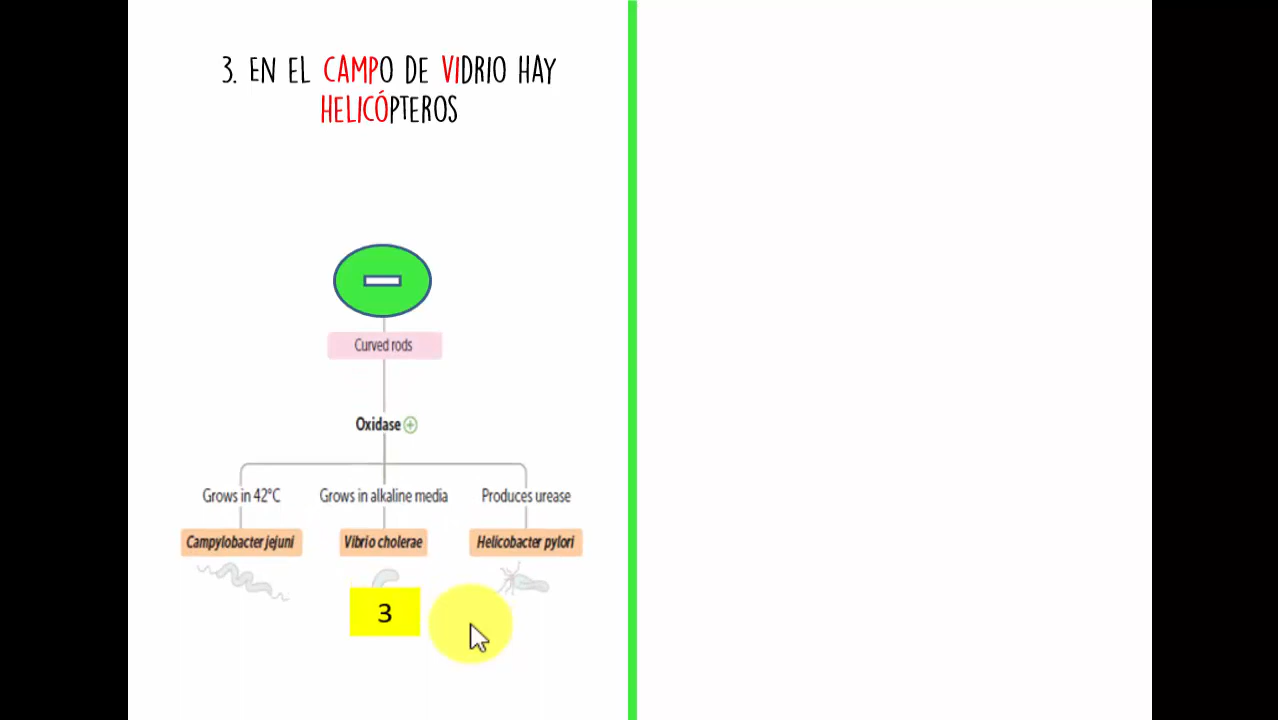 3. EN EL CAMPO DE VIDRIO HAY
HELICÓPTEROS
Curved rods
Oxidase +
Grows in 42°C
Grows in alkaline media
Produces urease
Campylobacter jejuni
Vibrio cholerae
Helicobacter pylori
3